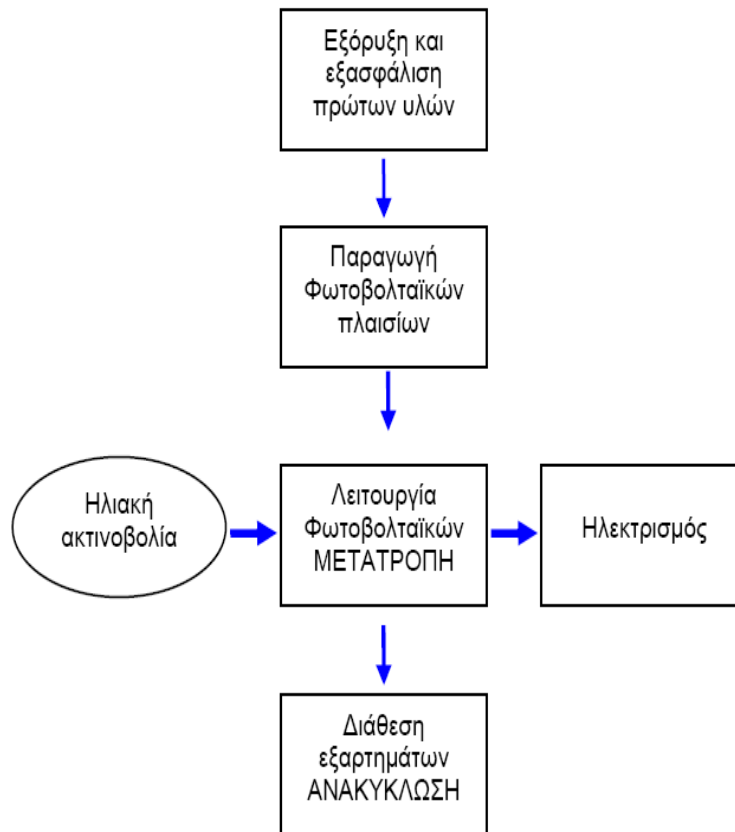 Εξόρυξη και
εξασφάλιση
πρώτων υλών
Παραγωγή
Φωτοβολταϊκών
πλαισίων
Ηλιακή
ακτινοβολία
Λειτουργία
Φωτοβολταϊκών
ΜΕΤΑΤΡΟΠΗ
Ηλεκτρισμός
Διάθεση
εξαρτημάτων
ΑΝΑΚΥΚΛΩΣΗ